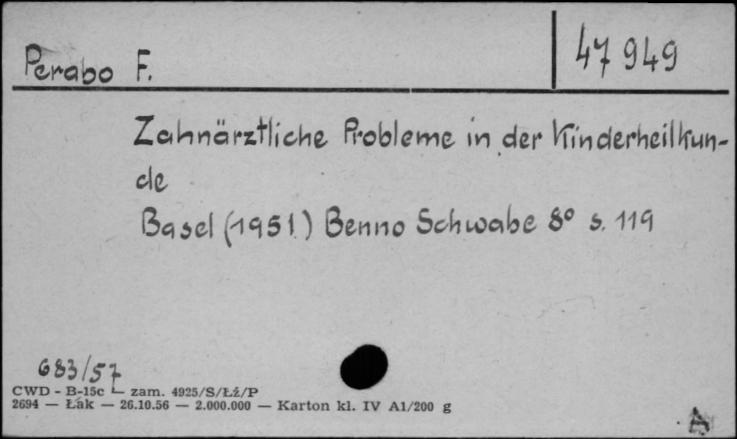 Perabo F.
47 949
Zahnärztliche Probleme in der Kinderheilkun-
de
Basel (1951) Benno Schwabe 8° s. 119
683/57
CWD - B-15c — zam. 4925/S/Łż/P
2694 — Łak — 26.10.56 — 2.000.000 — Karton kl. IV A1/200 g
A